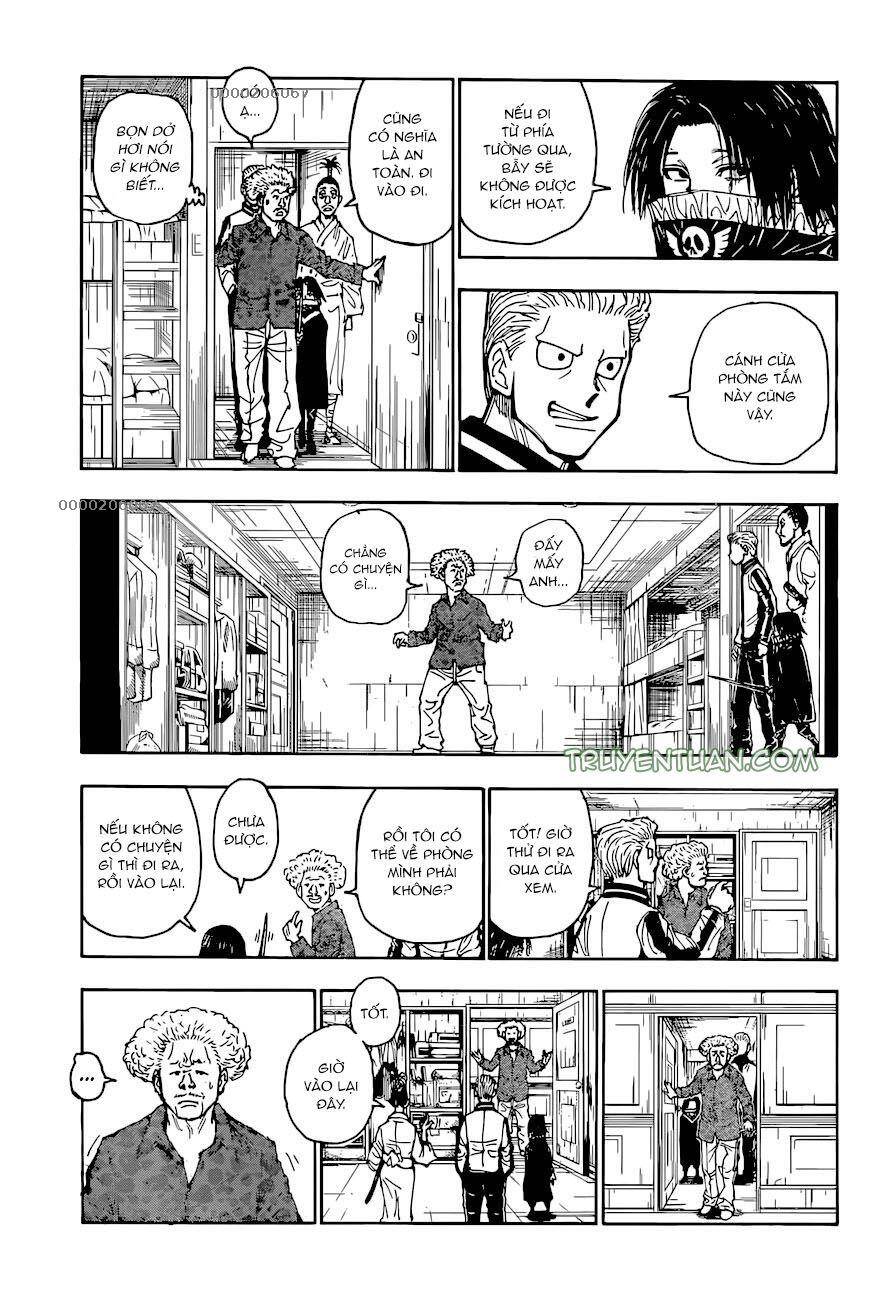 NẾU ĐI
TỪ PHÍA
TƯỜNG QUA,
BẪY SẼ
KHÔNG ĐƯỢC
KÍCH HOẠT.
CŨNG
CÓ NGHĨA
LÀ AN
TOÀN. ĐI
VÀO ĐI.
0000206067
CÓ
Ạ...
BỌN DỞ
HƠI NÓI
GÌ KHÔNG
BIẾT...
CÁNH CỬA
PHÒNG TẮM
NÀY CŨNG
VẬY.
ĐẤY
MẤY
ANH...
CHẲNG
CÓ CHUYỆN
GÌ...
TRUYENTUAN.COM
TỐT! GIỜ
THỬ ĐI RA
QUA CỬA
XEM.
RỒI TÔI CÓ
THỂ VỀ PHÒNG
MÌNH PHẢI
KHÔNG?
CHƯA
ĐƯỢC.
NẾU KHÔNG
CÓ CHUYỆN
GÌ THÌ ĐI RA,
RỒI VÀO LẠI.
TỐT.
GIỜ
VÀO LẠI
ĐÂY.
...